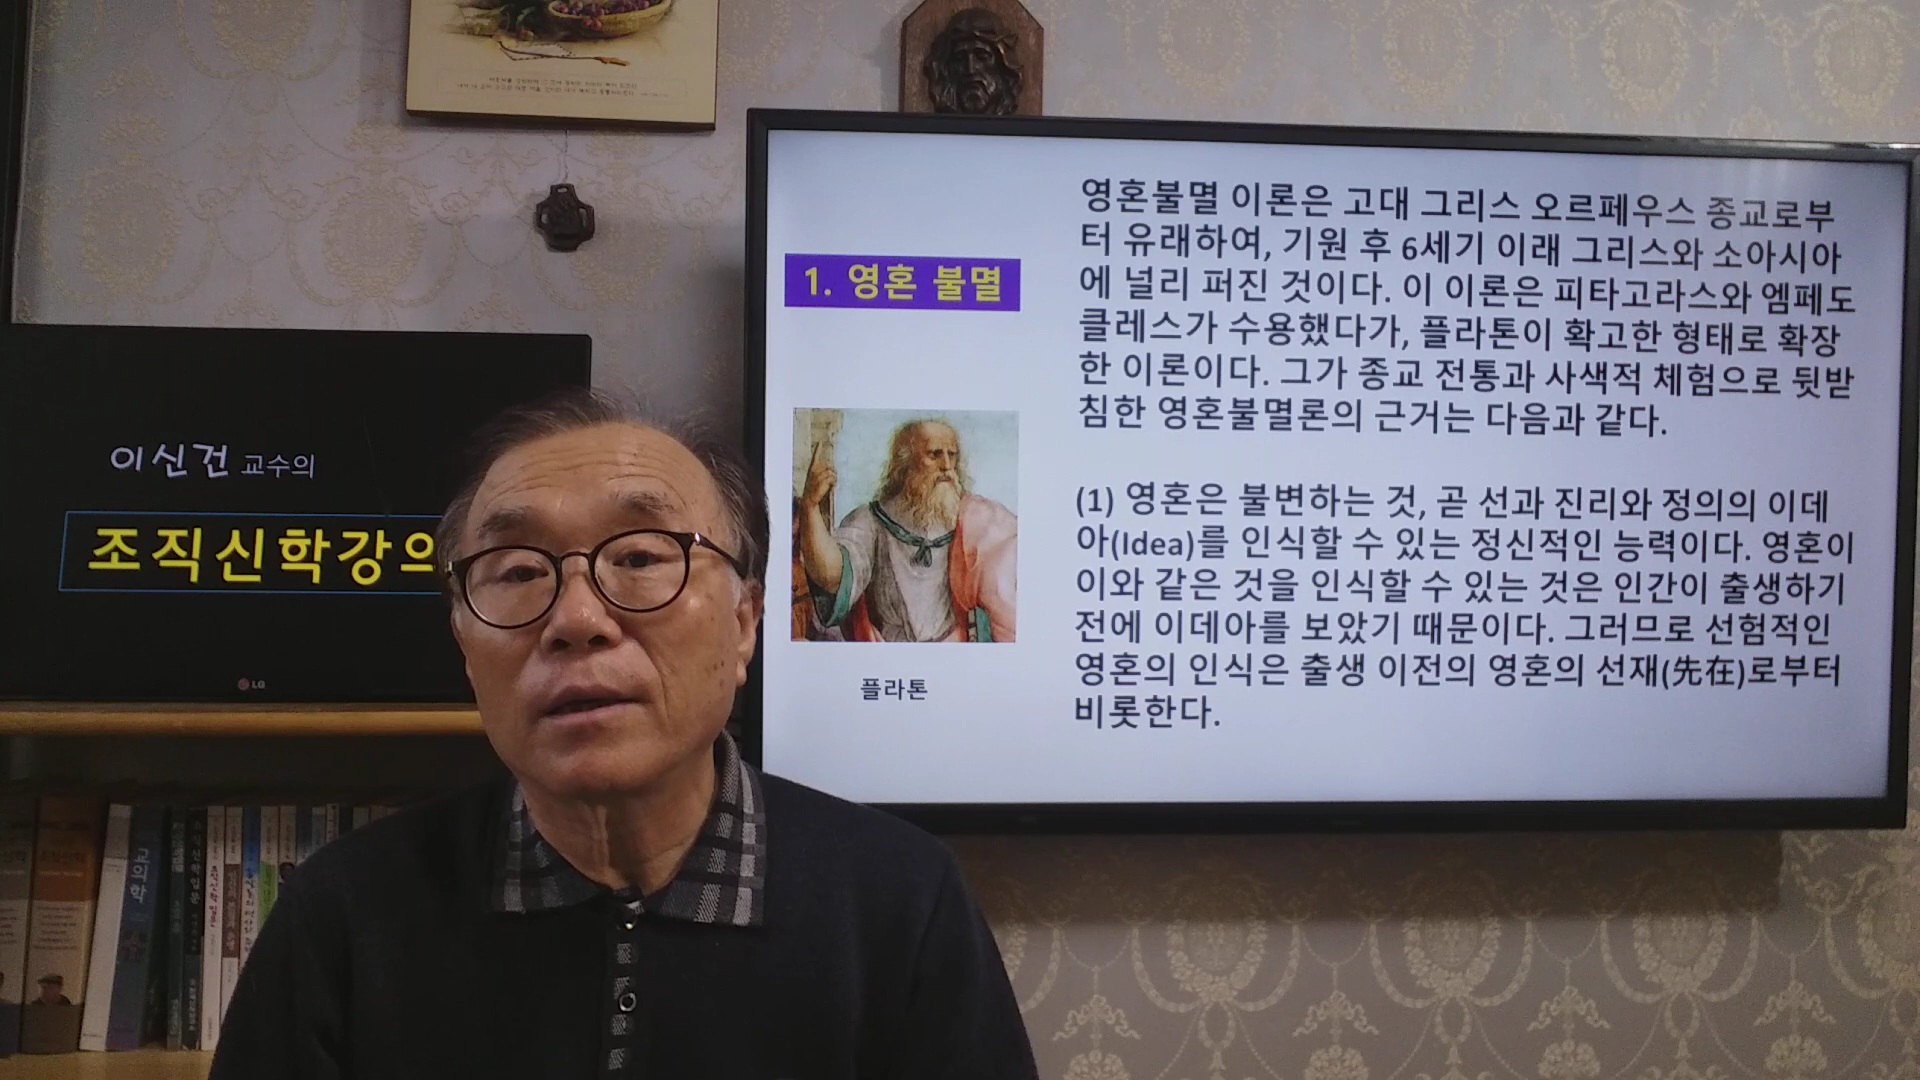 이신건 교수의
조직신학강의
LG
1. 영혼 불멸
플라톤
영혼불멸 이론은 고대 그리스 오르페우스 종교로부
터 유래하여, 기원 후 6세기 이래 그리스와 소아시아
에 널리 퍼진 것이다. 이 이론은 피타고라스와 엠페도
클레스가 수용했다가, 플라톤이 확고한 형태로 확장
한 이론이다. 그가 종교 전통과 사색적 체험으로 뒷받
침한 영혼불멸론의 근거는 다음과 같다.
(1) 영혼은 불변하는 것, 곧 선과 진리와 정의의 이데
아(Idea)를 인식할 수 있는 정신적인 능력이다. 영혼이
이와 같은 것을 인식할 수 있는 것은 인간이 출생하기
전에 이데아를 보았기 때문이다. 그러므로 선험적인
영혼의 인식은 출생 이전의 영혼의 선재(先在)로부터
비롯한다.
교의학